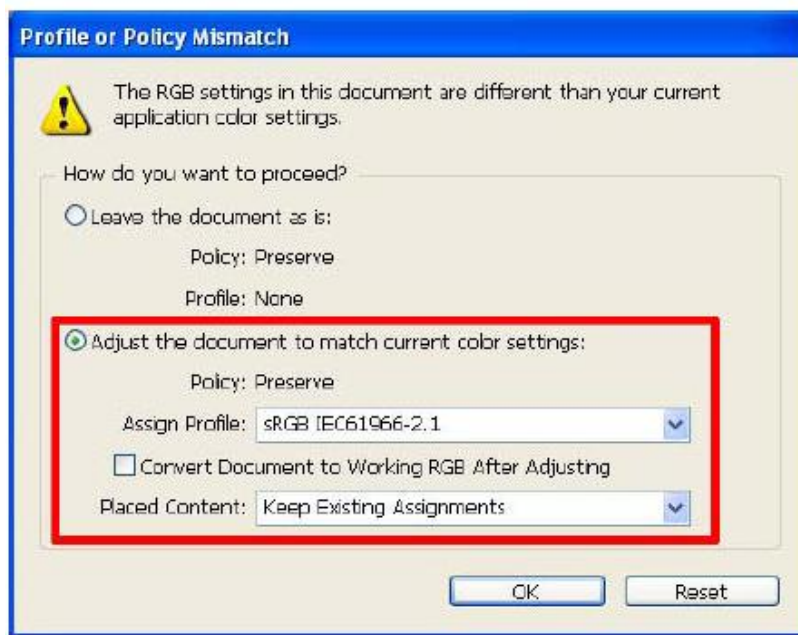 Profile or Policy Mismatch
The RGB settings in this document are different than your current
application color settings.
How do you want to proceed?
Leave the document as is:
Policy: Preserve
Profile: None
Adjust the document to match current color settings:
Policy: Preserve
Assign Profile: sRGB IEC61966-2.1
Convert Document to Working RGB After Adjusting
Placed Content: Keep Existing Assignments
OK Reset